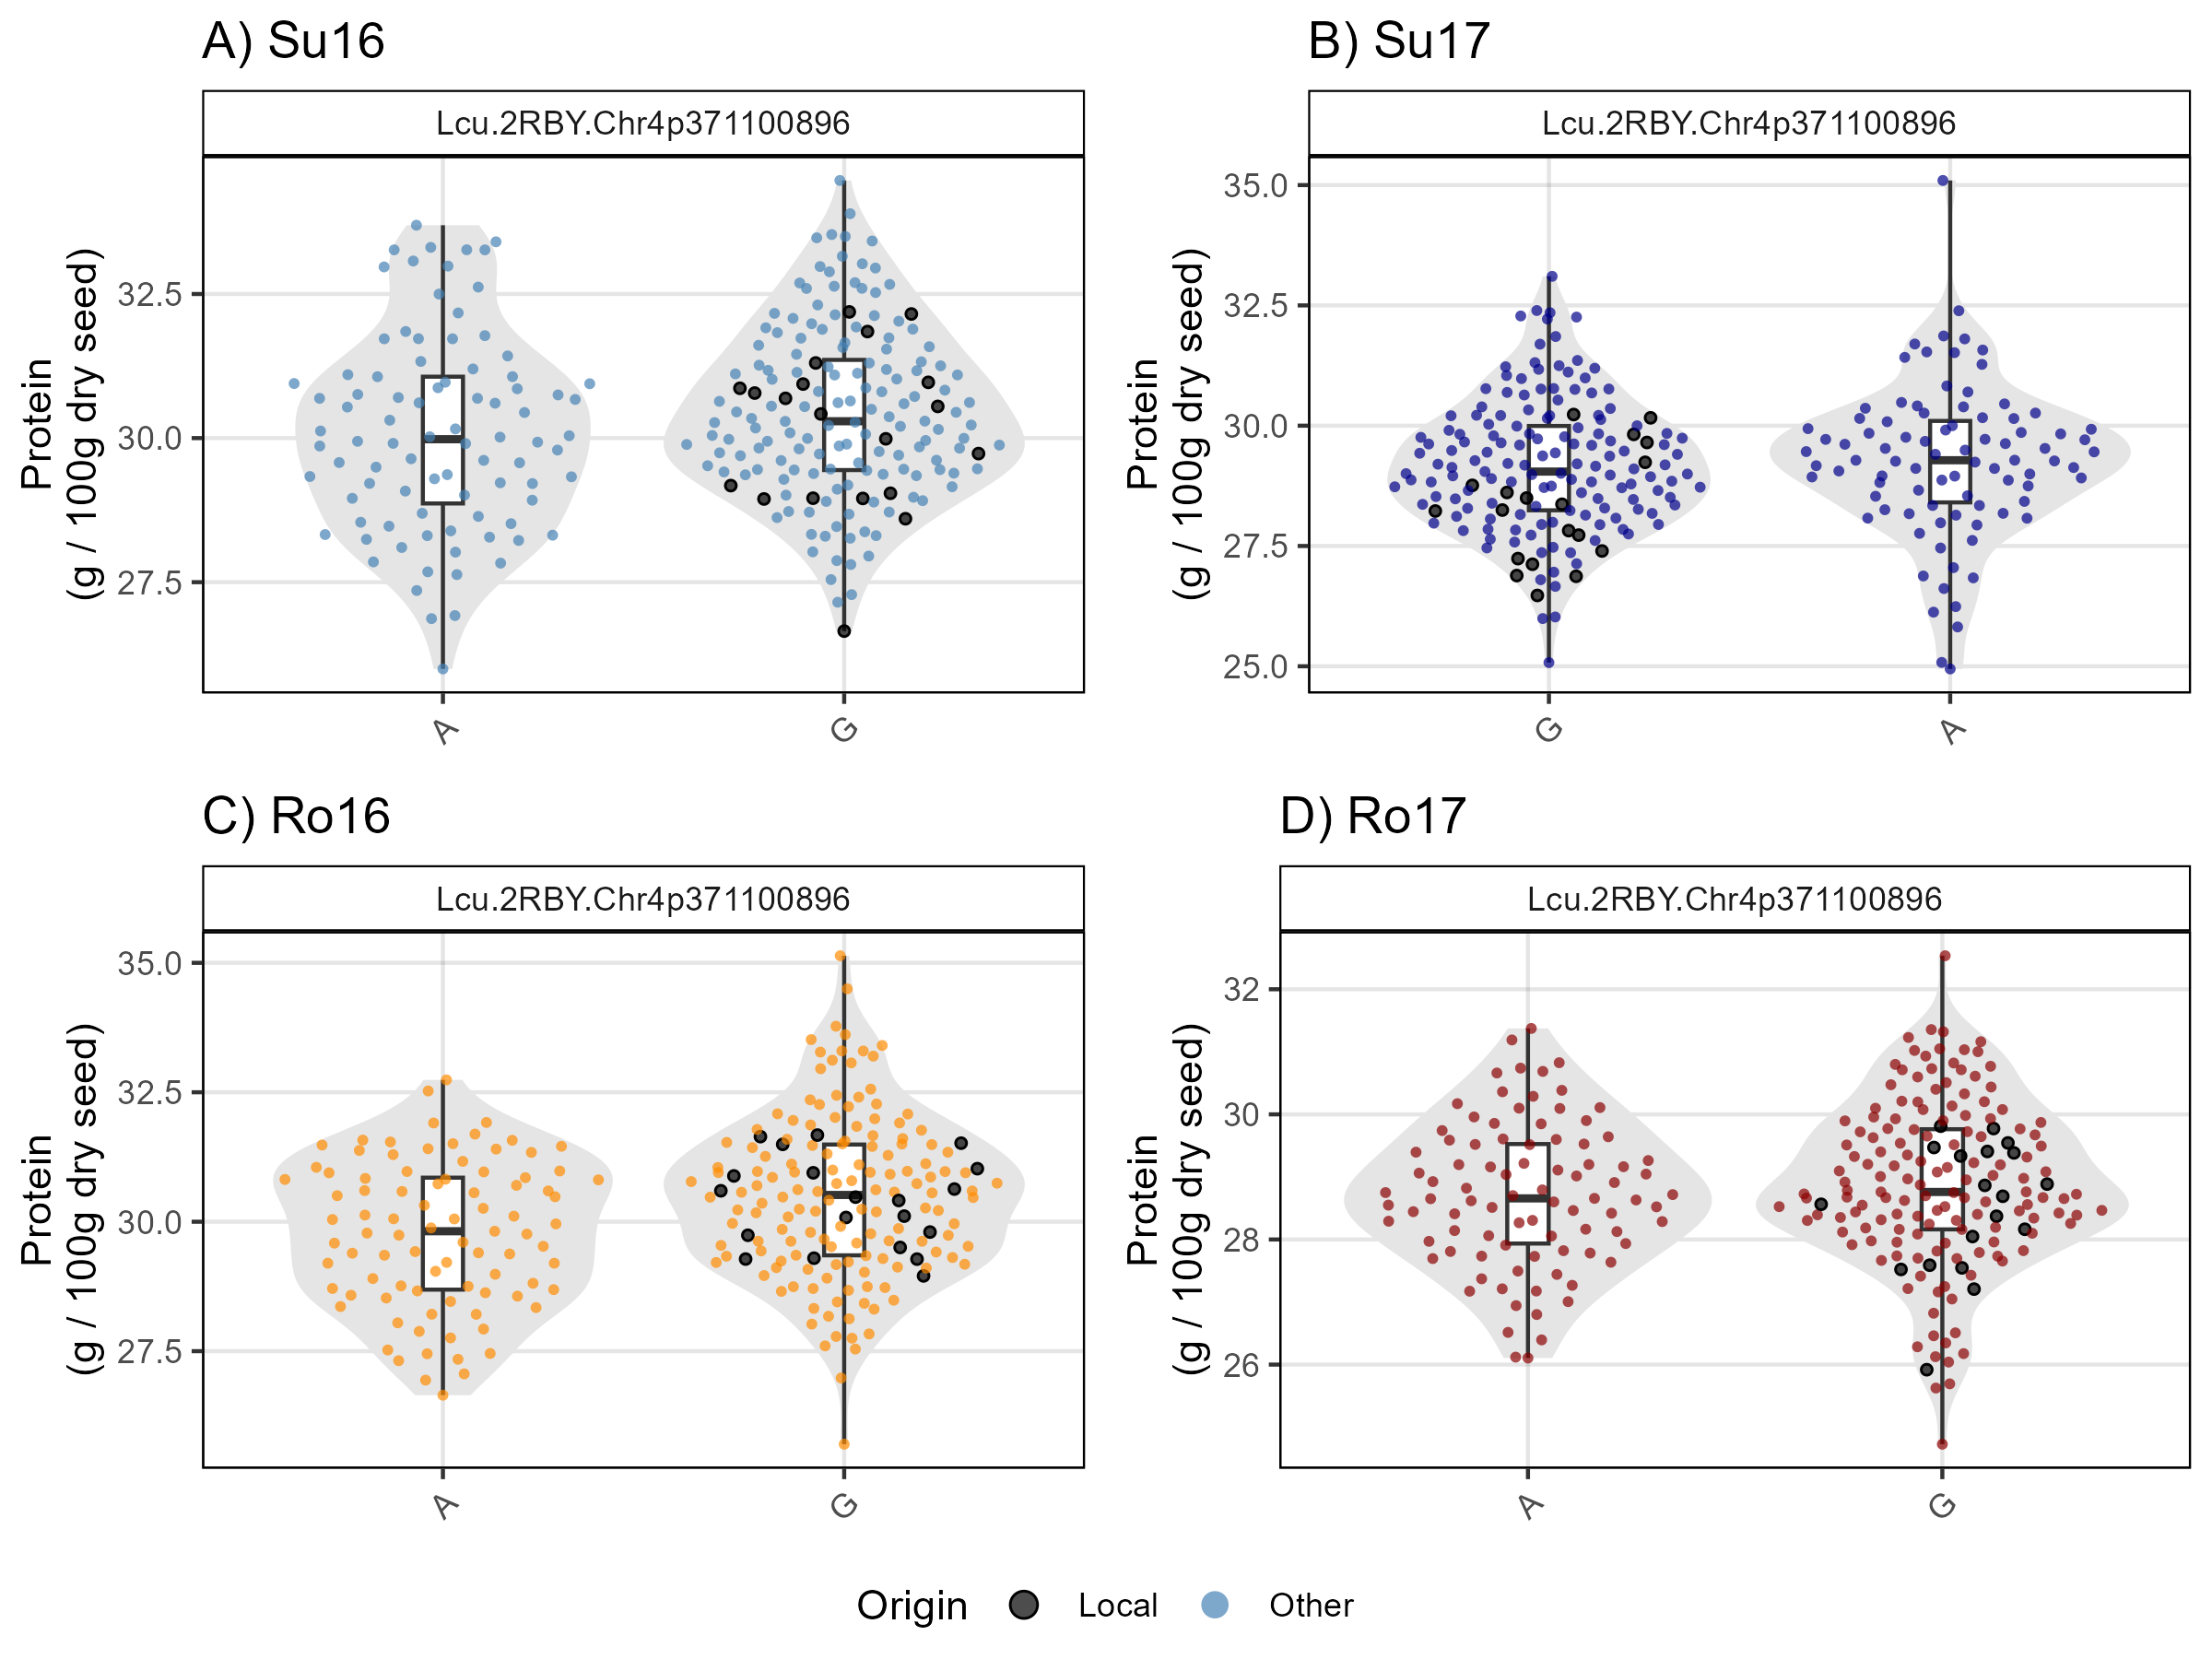 A) Su16
Lcu.2RBY.Chr4p371100896
Protein
(g / 100g dry seed)
32.5
30.0
27.5
A
G
B) Su17
Lcu.2RBY.Chr4p371100896
Protein
(g / 100g dry seed)
35.0
32.5
30.0
27.5
25.0
G
A
C) Ro16
Lcu.2RBY.Chr4p371100896
Protein
(g / 100g dry seed)
35.0
32.5
30.0
27.5
A
G
D) Ro17
Lcu.2RBY.Chr4p371100896
Protein
(g / 100g dry seed)
32
30
28
26
A
G
Origin Local Other